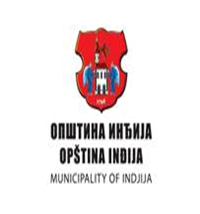 ОПШТИНА ИНЂИЈА
OPŠTINA INĐIJA
MUNICIPALITY OF INDJIJA